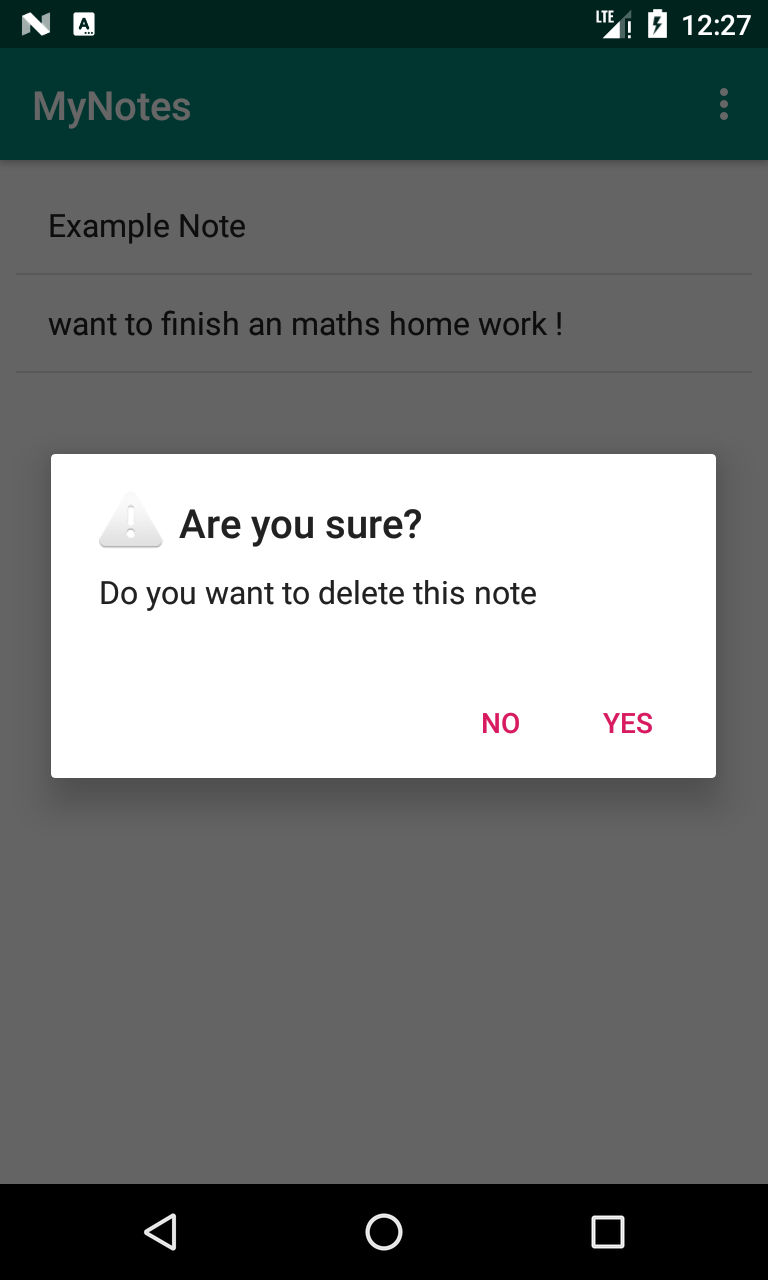 LTE 12:27
MyNotes
Example Note
want to finish an maths home work !
Are you sure?
Do you want to delete this note
NO YES